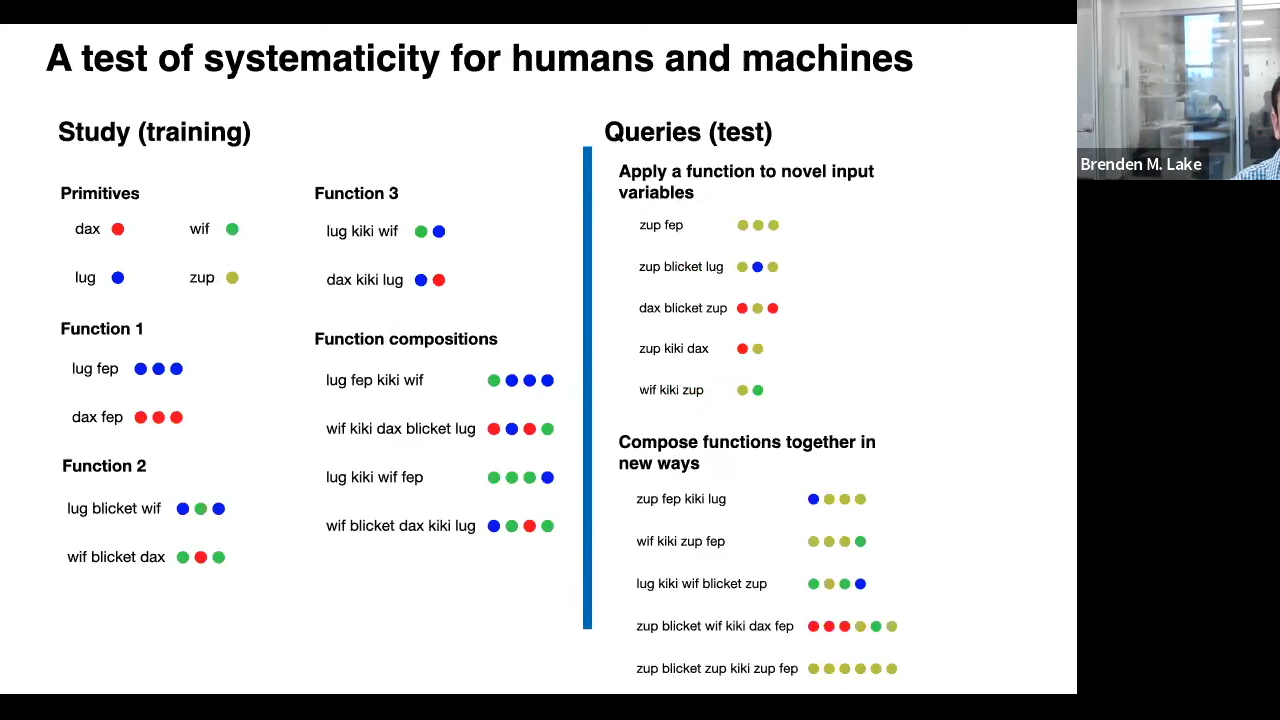 A test of systematicity for humans and machines
Study (training)
Primitives
dax
wif
lug
zup
Function 1
lug fep
dax fep
Function 2
lug blicket wif
wif blicket dax
Function 3
lug kiki wif
dax kiki lug
Function compositions
lug fep kiki wif
wif kiki dax blicket lug
lug kiki wif fep
wif blicket dax kiki lug
Queries (test)
Apply a function to novel input
variables
zup fep
zup blicket lug
dax blicket zup
zup kiki dax
wif kiki zup
Compose functions together in
new ways
zup fep kiki lug
wif kiki zup fep
lug kiki wif blicket zup
zup blicket wif kiki dax fep
zup blicket zup kiki zup fep
Brenden M. Lake